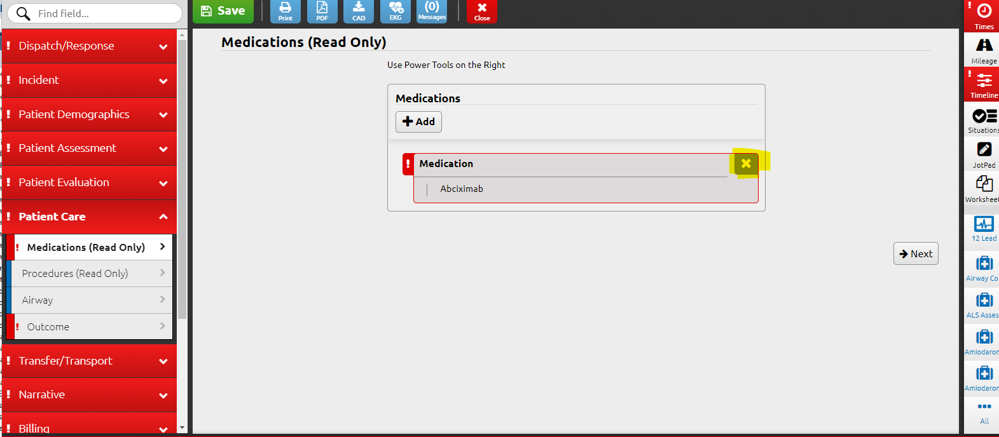 Find field...
Save
Print
PDF
CAD
EKG
(0)
Messages
Close
! Dispatch/Response
! Incident
! Patient Demographics
! Patient Assessment
! Patient Evaluation
! Patient Care
! Medications (Read Only)
Procedures (Read Only)
Airway
! Outcome
! Transfer/Transport
! Narrative
! Billing
Medications (Read Only)
Use Power Tools on the Right
Medications
Add
! Medication
Abciximab
Next
! Times
Mileage
! Timeline
Situations
JotPad
Worksheet
12 Lead
Airway Co
ALS Asses
Amiodaron
Amiodaron
All